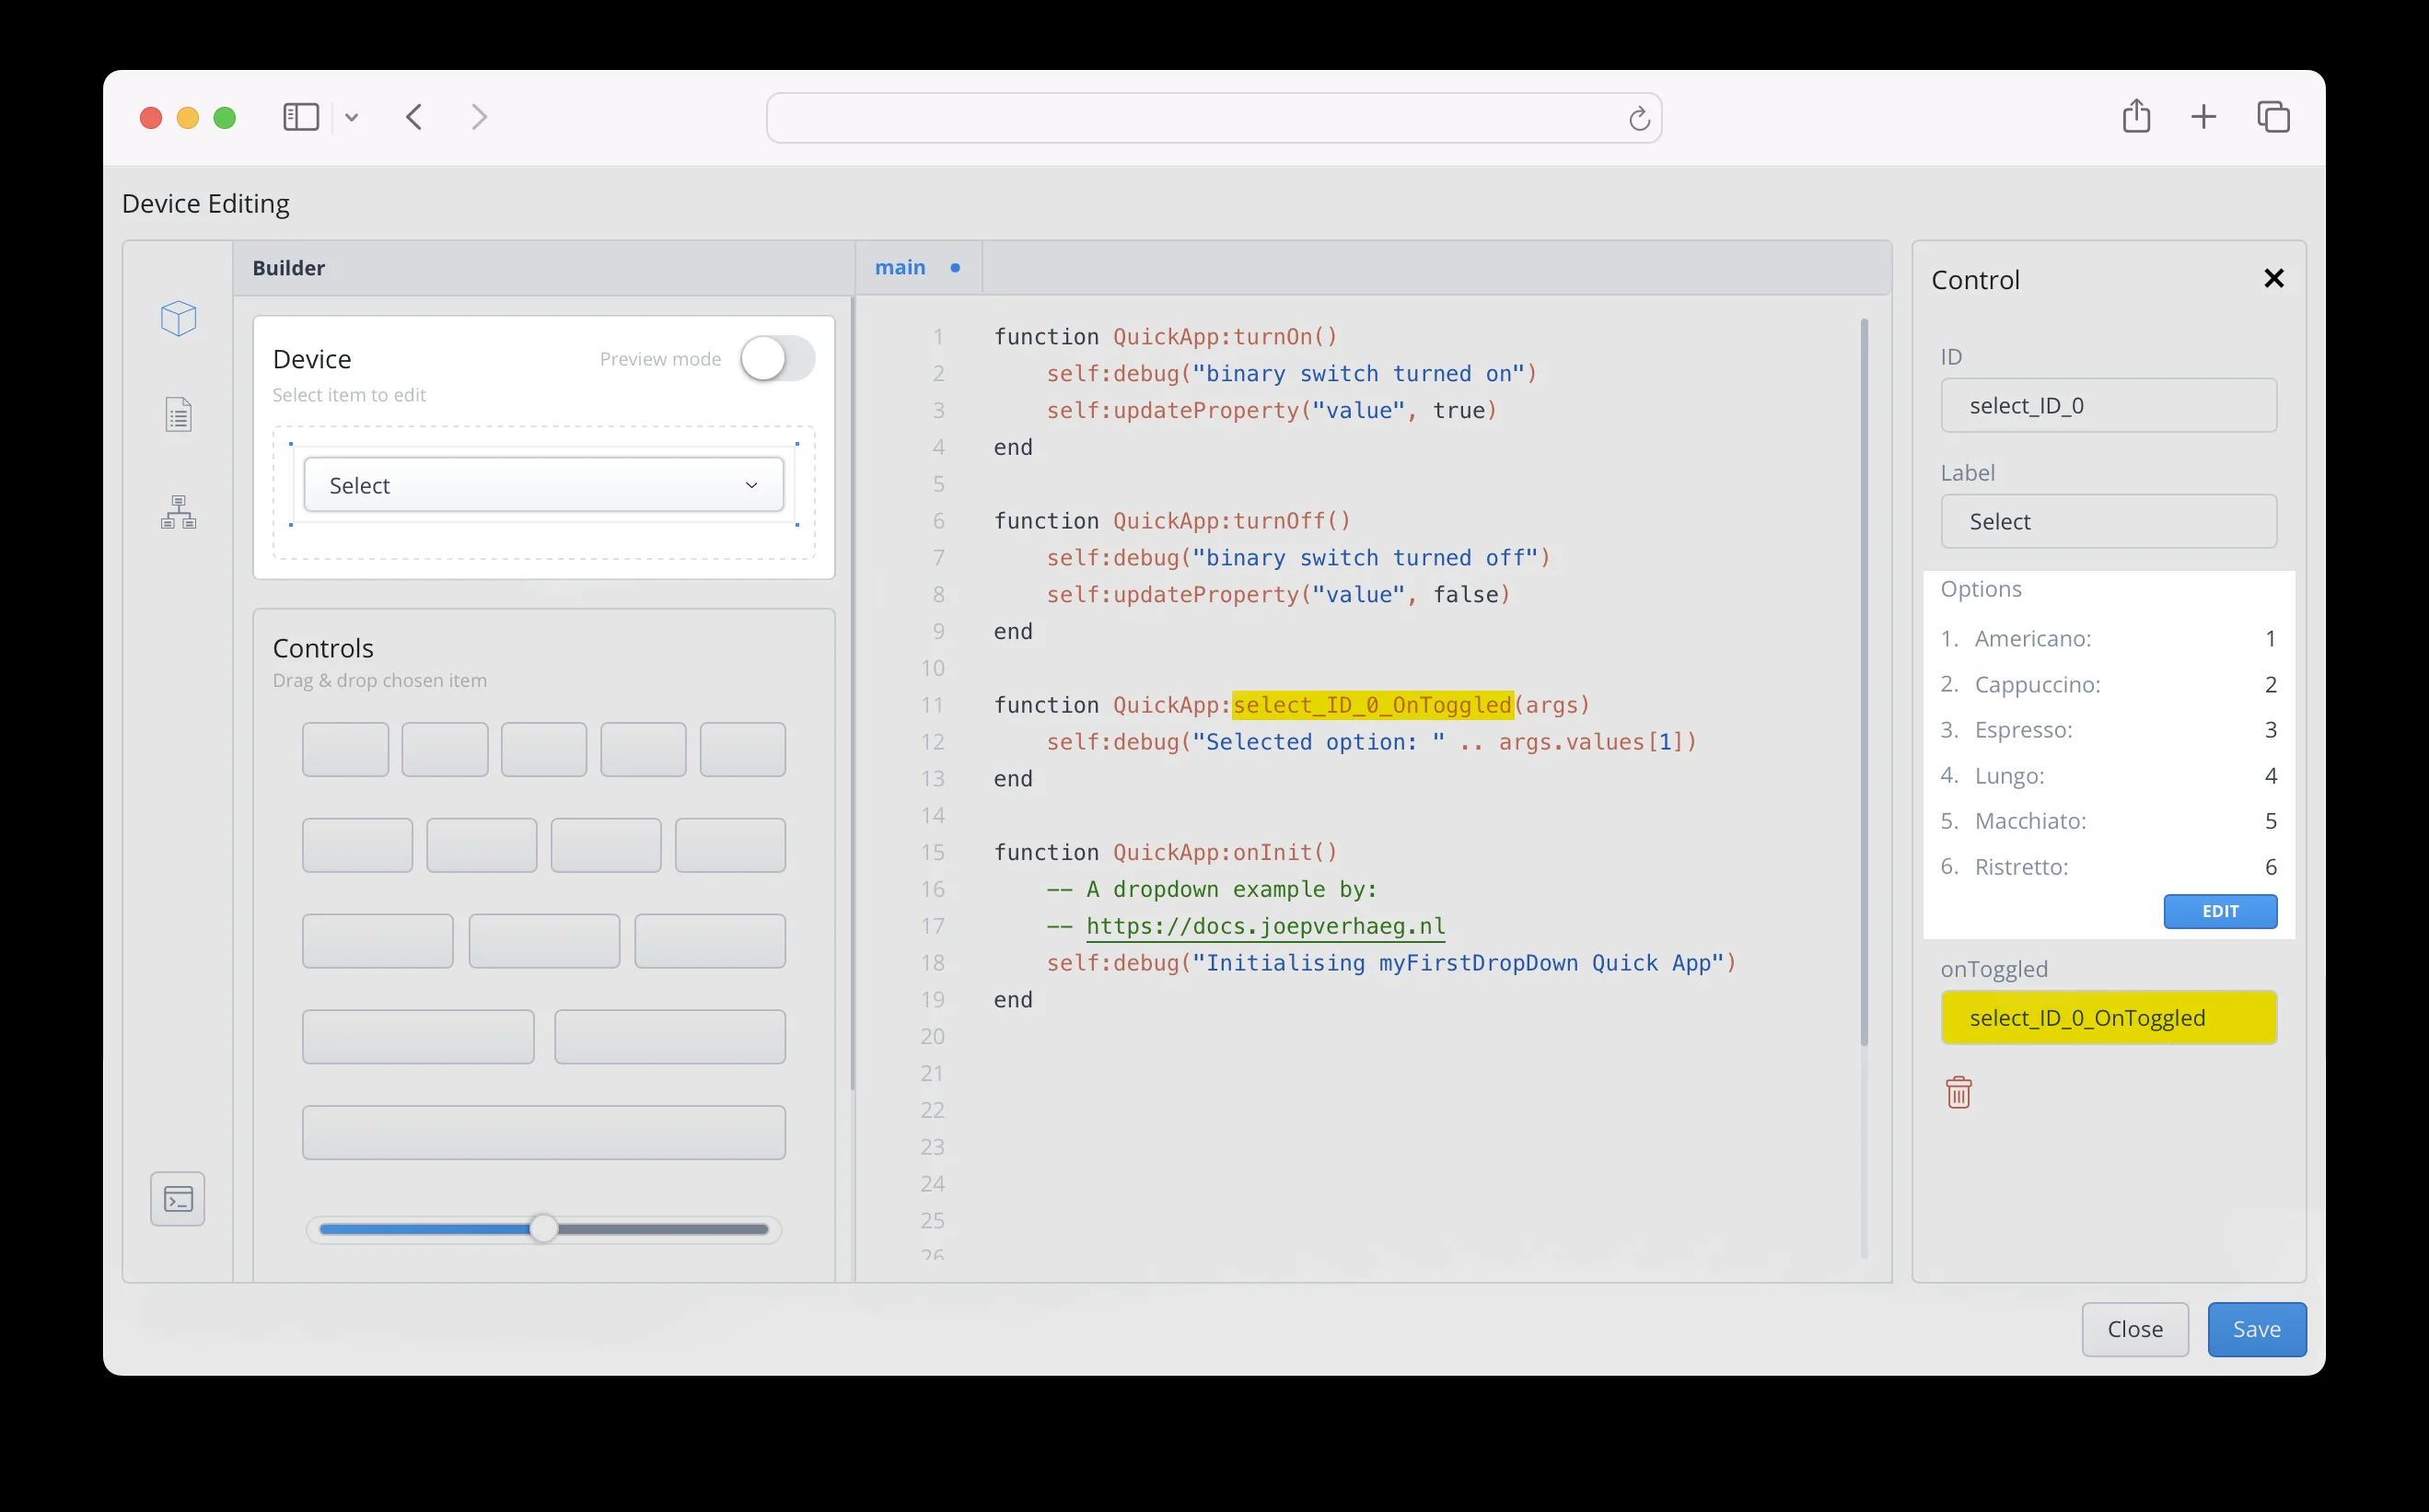 Device Editing
Builder
Device
Preview mode
Select item to edit
Select
Controls
Drag & drop chosen item
main
1 function QuickApp:turnOn()
2 self:debug("binary switch turned on")
3 self:updateProperty("value", true)
4 end
5
6 function QuickApp:turnOff()
7 self:debug("binary switch turned off")
8 self:updateProperty("value", false)
9 end
10
11 function QuickApp:select_ID_0_OnToggled(args)
12 self:debug("Selected option: " .. args.values[1])
13 end
14
15 function QuickApp:onInit()
16 -- A dropdown example by:
17 -- https://docs.joepverhaeg.nl
18 self:debug("Initialising myFirstDropDown Quick App")
19 end
20
21
22
23
24
25
26
Control
ID
select_ID_0
Label
Select
Options
1. Americano: 1
2. Cappuccino: 2
3. Espresso: 3
4. Lungo: 4
5. Macchiato: 5
6. Ristretto: 6
EDIT
onToggled
select_ID_0_OnToggled
Close
Save